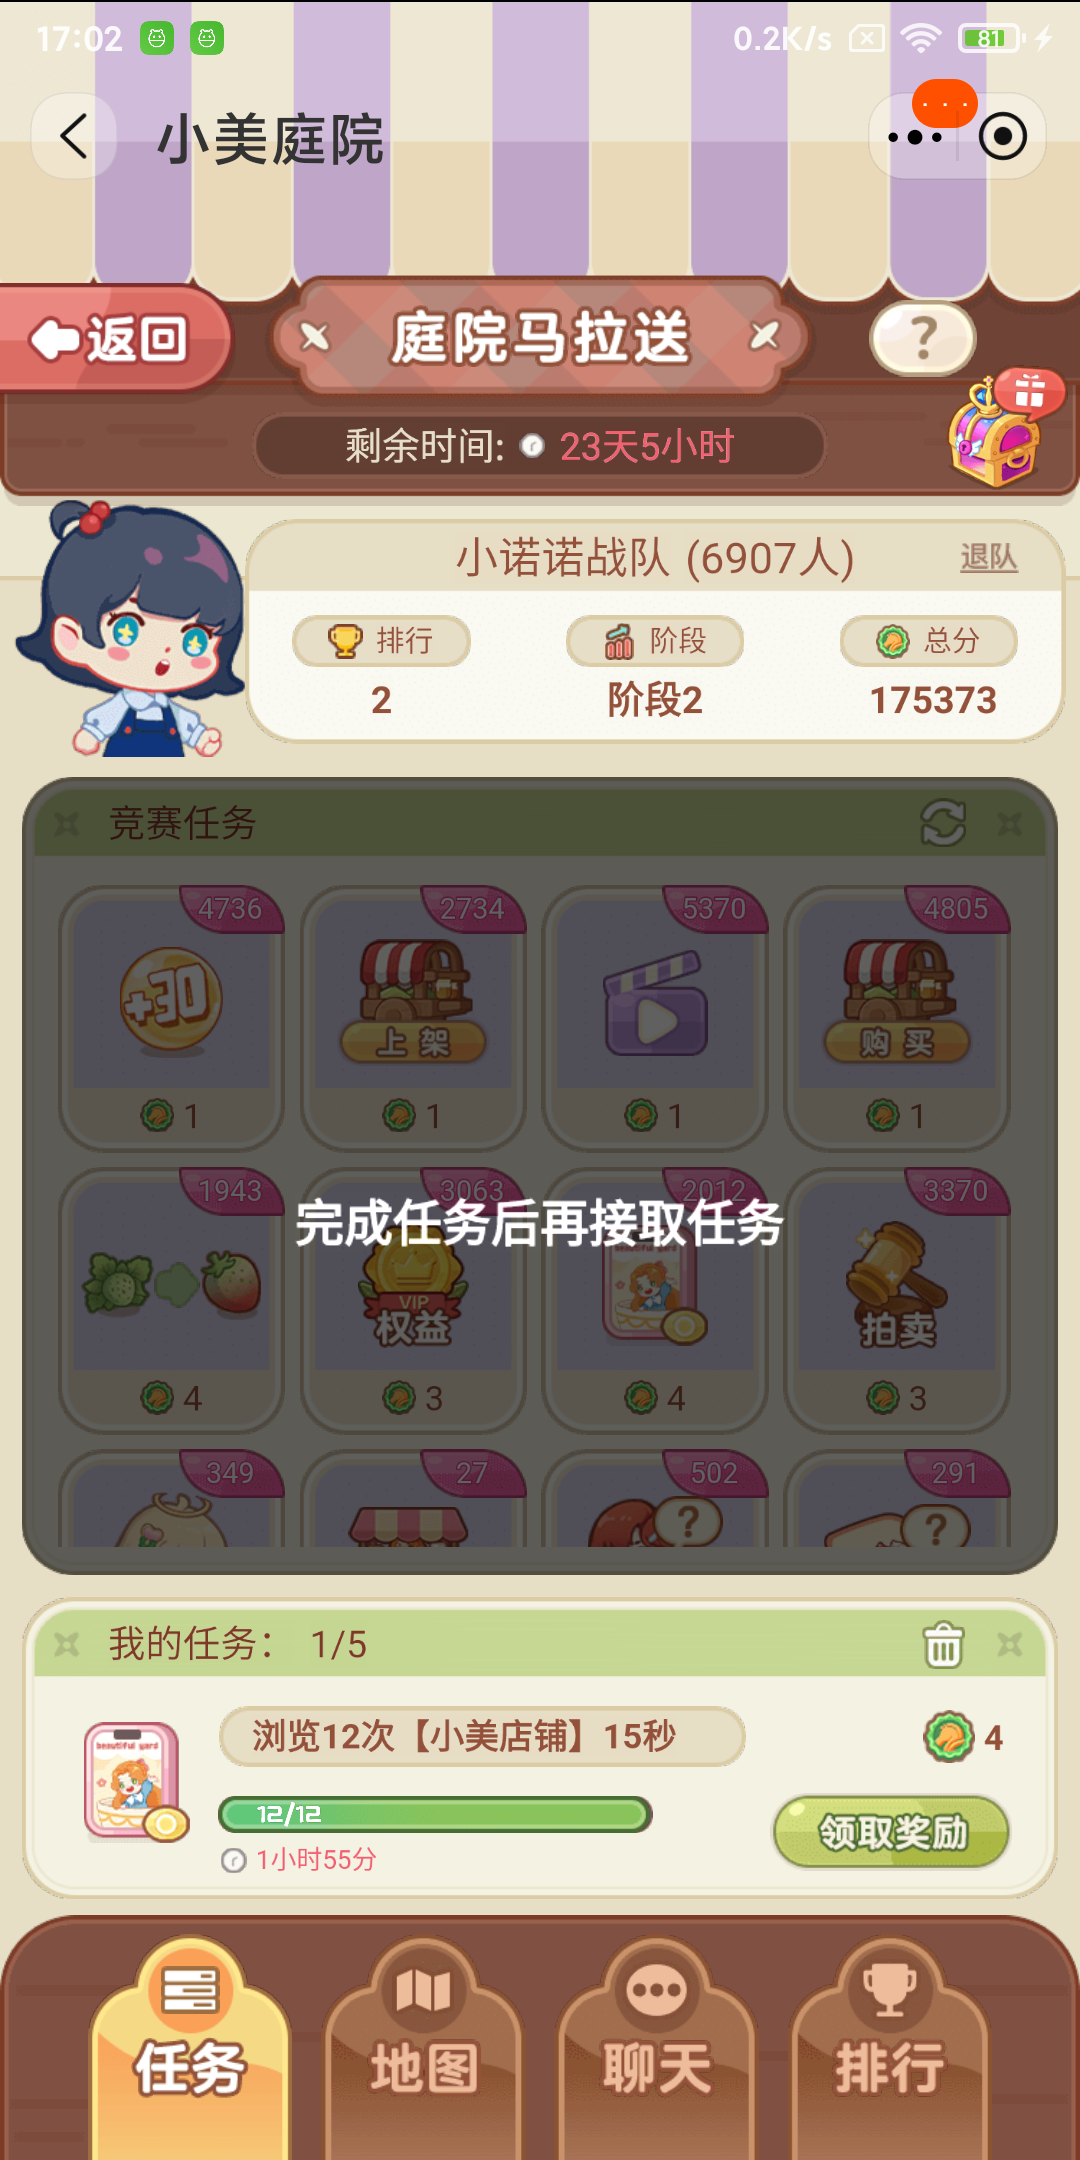 17:02 0.2K/s 81
小美庭院
返回 庭院马拉送 ?
剩余时间: 23天5小时
小诺诺战队 (6907人) 退队
排行 阶段 总分
2 阶段2 175373
竞赛任务
4736 2734 5370 4805
+30 上架 购买
1 1 1 1
1943 3063 2012 3370
完成任务后再接取任务
beautiful yard
VIP
权益 拍卖
4 3 4 3
349 27 502 291
? ?
我的任务: 1/5
浏览12次【小美店铺】15秒 4
beautiful yard
12/12 领取奖励
1小时55分
任务 地图 聊天 排行